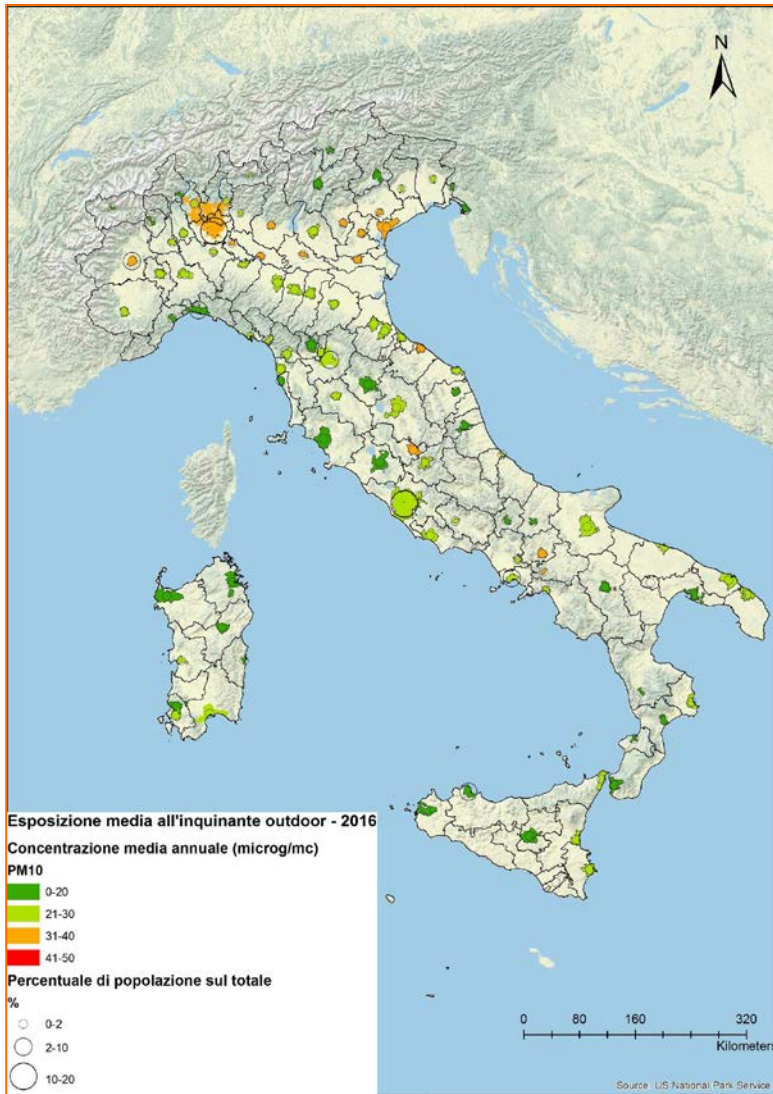 N
Esposizione media all'inquinante outdoor - 2016
Concentrazione media annuale (microg/mc)
PM10
0-20
21-30
31-40
41-50
Percentuale di popolazione sul totale
%
0-2
2-10
10-20
0 80 160 320
Kilometers
Source: US National Park Service